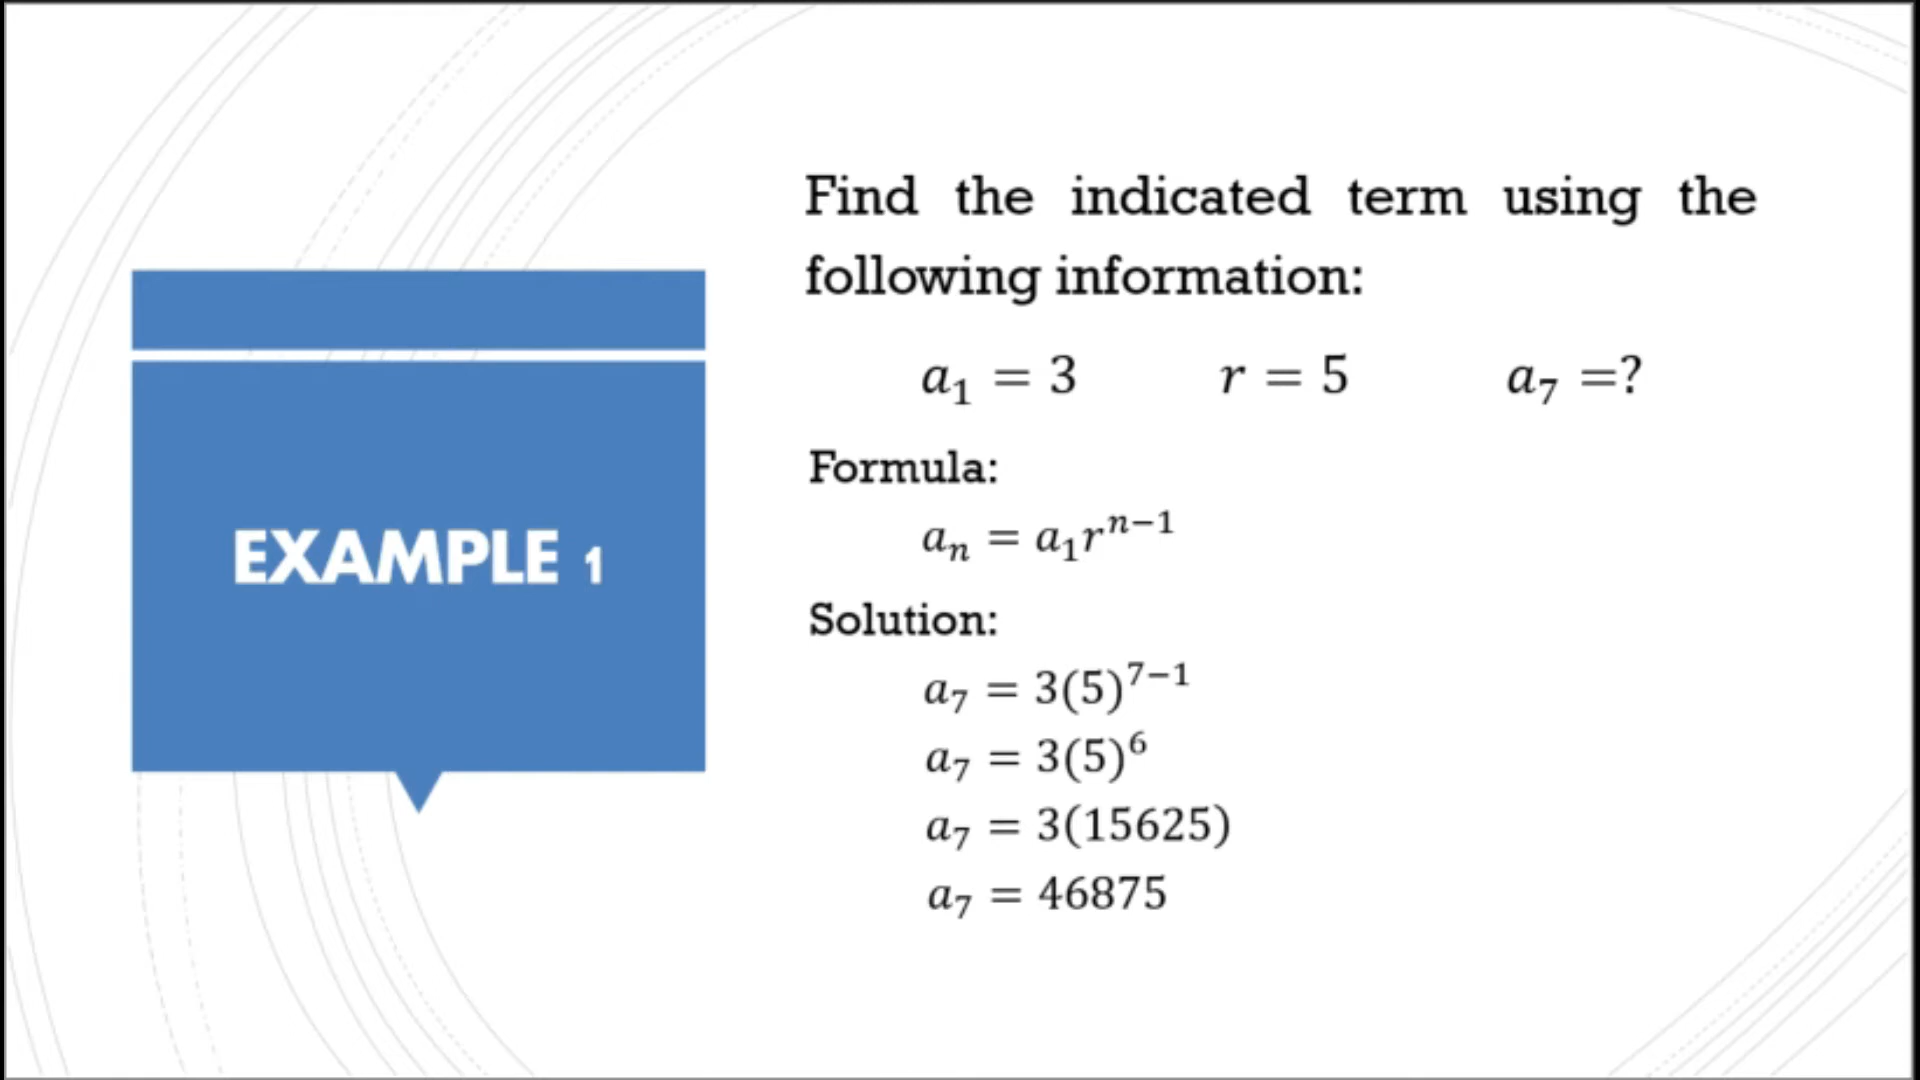 EXAMPLE 1
Find the indicated term using the
following information:
a₁ = 3 r = 5 a₇ =?
Formula:
aₙ = a₁rⁿ⁻¹
Solution:
a₇ = 3(5)⁷⁻¹
a₇ = 3(5)⁶
a₇ = 3(15625)
a₇ = 46875